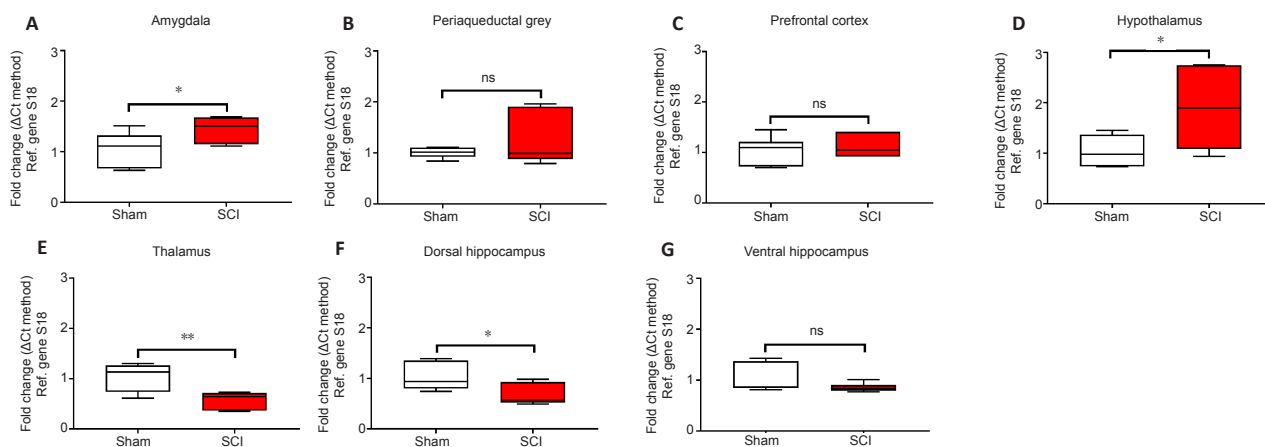 A
Amygdala
Fold change (ΔCt method)
Ref. gene S18
3
2
1
0
*
Sham
SCI
B
Periaqueductal grey
Fold change (ΔCt method)
Ref. gene S18
3
2
1
0
ns
Sham
SCI
C
Prefrontal cortex
Fold change (ΔCt method)
Ref. gene S18
3
2
1
0
ns
Sham
SCI
D
Hypothalamus
Fold change (ΔCt method)
Ref. gene S18
3
2
1
0
*
Sham
SCI
E
Thalamus
Fold change (ΔCt method)
Ref. gene S18
3
2
1
0
**
Sham
SCI
F
Dorsal hippocampus
Fold change (ΔCt method)
Ref. gene S18
3
2
1
0
*
Sham
SCI
G
Ventral hippocampus
Fold change (ΔCt method)
Ref. gene S18
3
2
1
0
ns
Sham
SCI